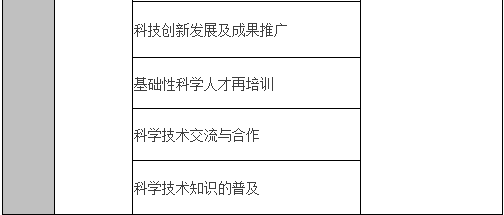 科技创新发展及成果推广
基础性科学人才再培训
科学技术交流与合作
科学技术知识的普及